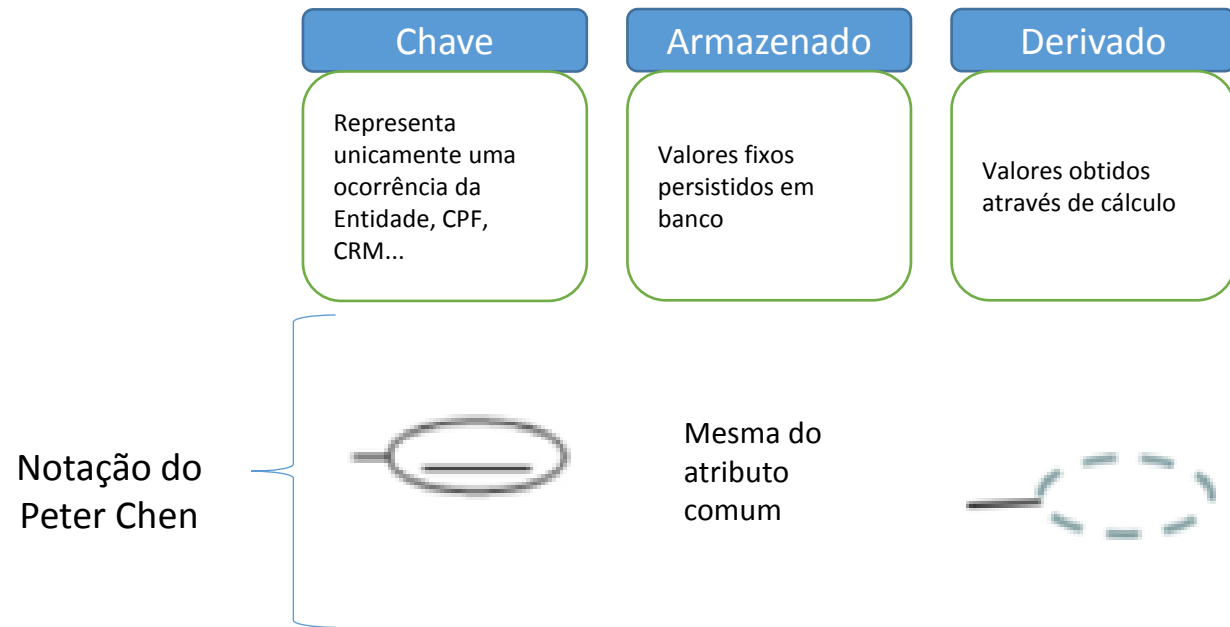 Chave
Armazenado
Derivado
Representa
unicamente uma
ocorrência da
Entidade, CPF,
CRM...
Valores fixos
persistidos em
banco
Valores obtidos
através de cálculo
Notação do
Peter Chen
Mesma do
atributo
comum